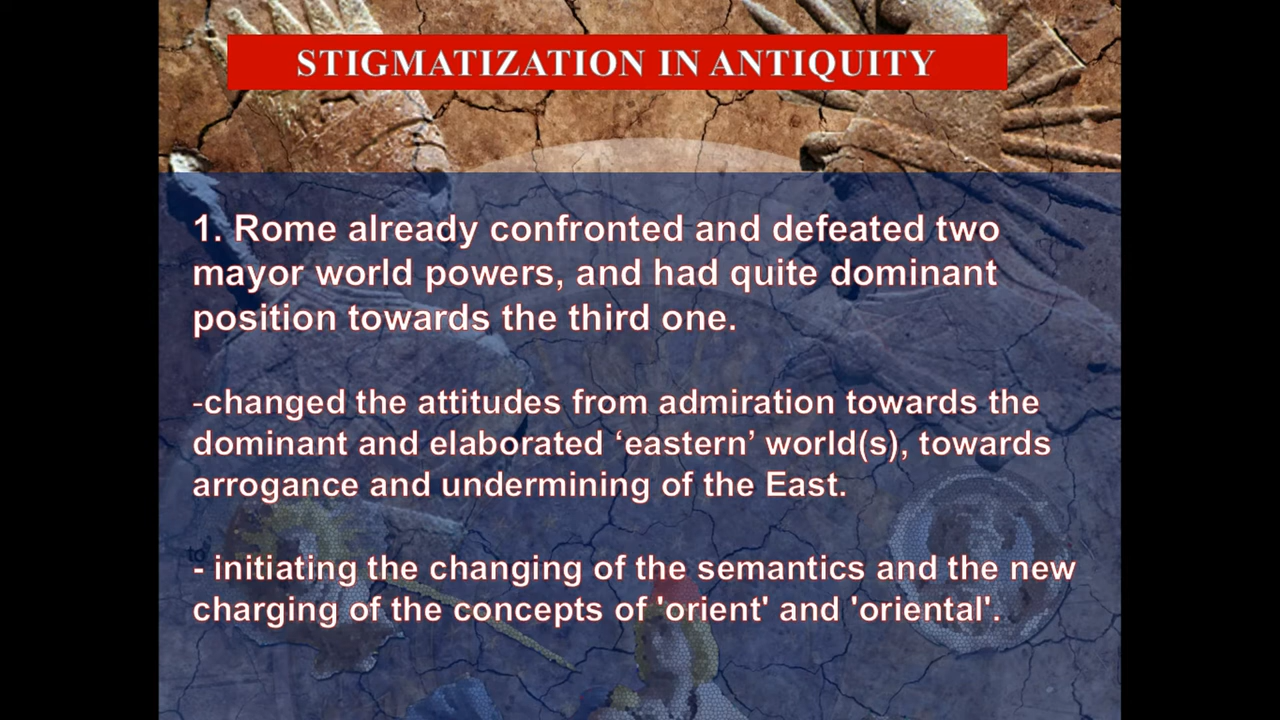 STIGMATIZATION IN ANTIQUITY
1. Rome already confronted and defeated two
mayor world powers, and had quite dominant
position towards the third one.
-changed the attitudes from admiration towards the
dominant and elaborated ‘eastern’ world(s), towards
arrogance and undermining of the East.
- initiating the changing of the semantics and the new
charging of the concepts of 'orient' and 'oriental'.